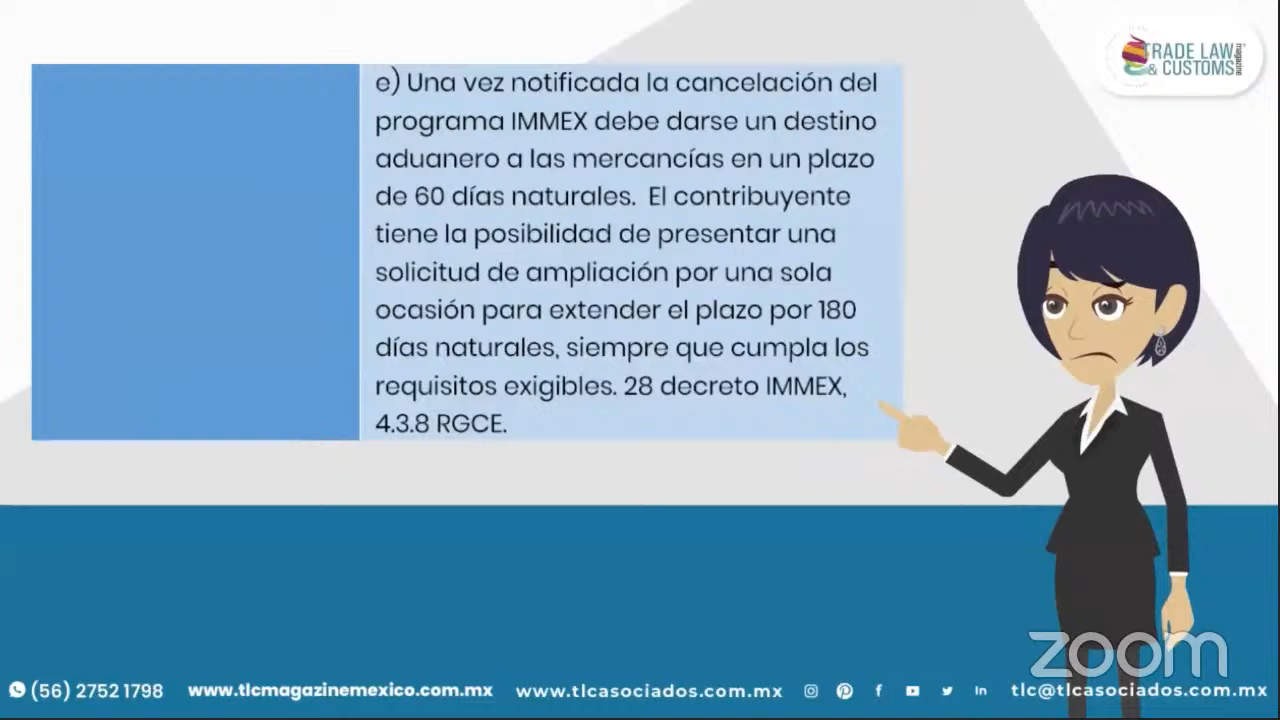 TRADE LAW
& CUSTOMS
magazine
e) Una vez notificada la cancelación del
programa IMMEX debe darse un destino
aduanero a las mercancías en un plazo
de 60 días naturales. El contribuyente
tiene la posibilidad de presentar una
solicitud de ampliación por una sola
ocasión para extender el plazo por 180
días naturales, siempre que cumpla los
requisitos exigibles. 28 decreto IMMEX,
4.3.8 RGCE.
zoom
(56) 2752 1798 www.tlcmagazinemexico.com.mx www.tlcasociados.com.mx tlc@tlcasociados.com.mx